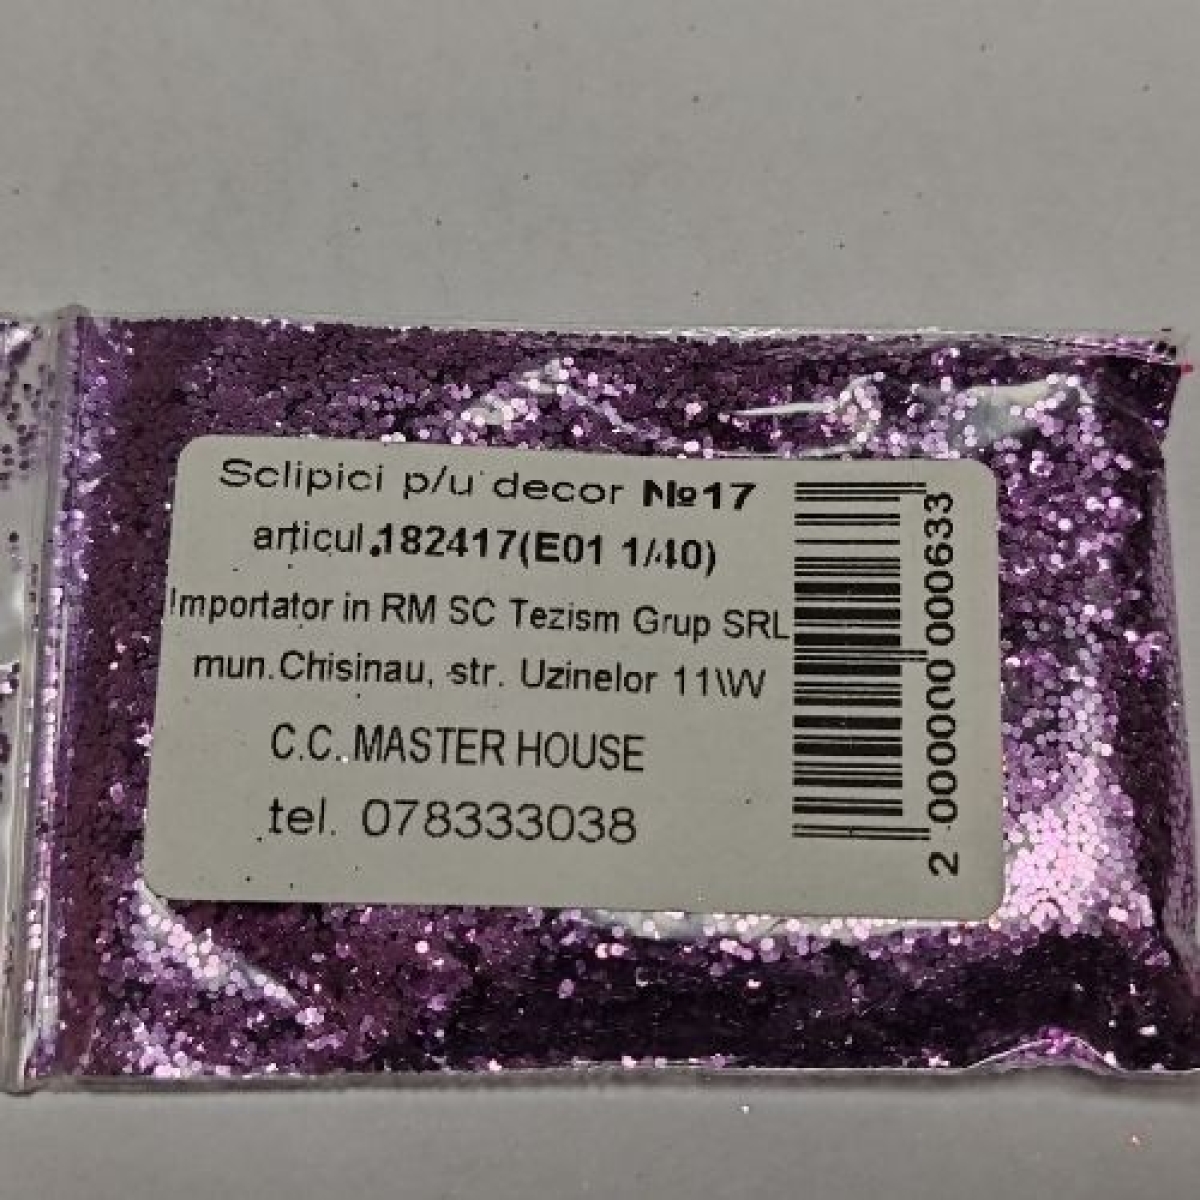 Sclipici p/u decor №17
articul.182417(E01 1/40)
Importator in RM SC Tezism Grup SRL
mun.Chisinau, str. Uzinelor 11\W
C.C. MASTER HOUSE
tel. 078333038
2 000000 000633